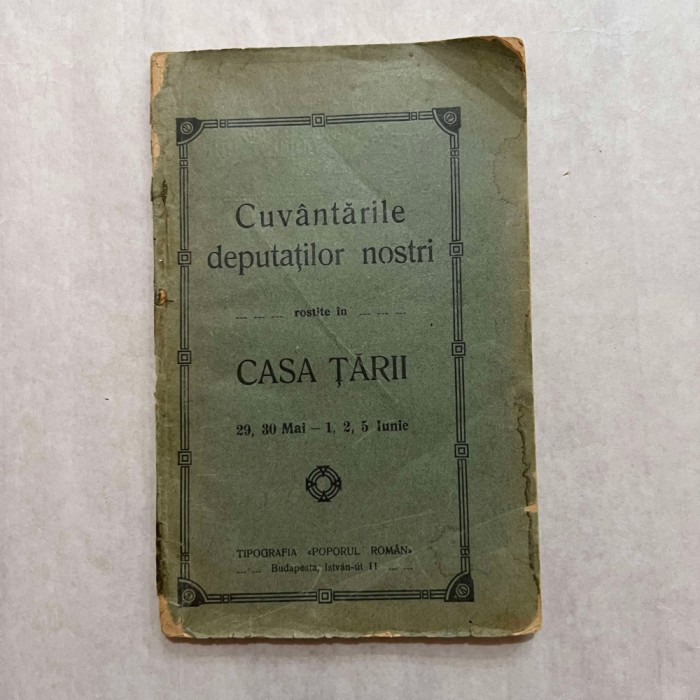 Cuvântările
deputaților nostri
rostite în
CASA ȚĂRII
29, 30 Mai – 1, 2, 5 Iunie
TIPOGRAFIA «POPORUL ROMÂN»
Budapesta, István-út 11